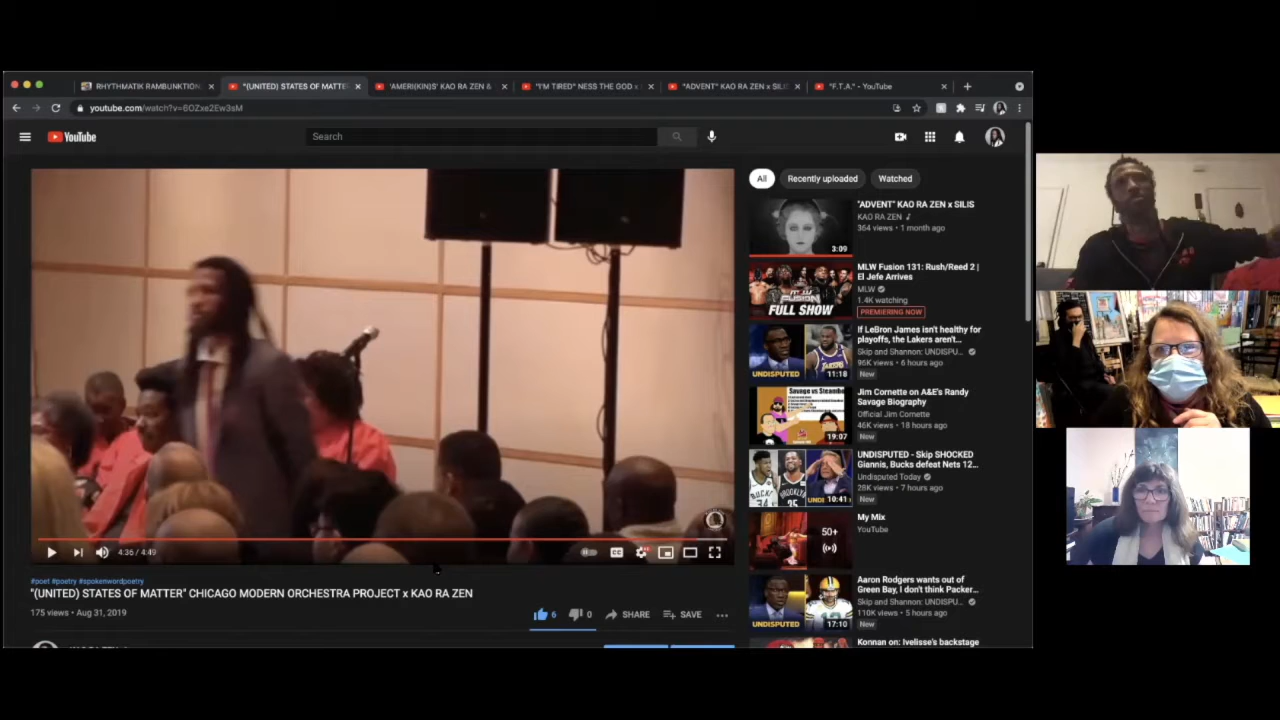 RHYTHMATIK RAMBUNKTION
"(UNITED) STATES OF MATTER"
'AMERI(KIN)S' KAO RA ZEN &
"I'M TIRED" NESS THE GOD x
"ADVENT" KAO RA ZEN x SILIS
"F.T.A." - YouTube
youtube.com/watch?v=6OZxe2Ew3sM
YouTube
Search
All
Recently uploaded
Watched
"ADVENT" KAO RA ZEN x SILIS
KAO RA ZEN
364 views • 1 month ago
3:09
MLW Fusion 131: Rush/Reed 2 |
El Jefe Arrives
MLW
1.4K watching
PREMIERING NOW
FUSION
FULL SHOW
If LeBron James isn't healthy for
playoffs, the Lakers aren't...
Skip and Shannon: UNDISPU...
96K views • 6 hours ago
New
UNDISPUTED
11:18
Jim Cornette on A&E's Randy
Savage Biography
Official Jim Cornette
46K views • 18 hours ago
New
19:07
UNDISPUTED - Skip SHOCKED
Giannis, Bucks defeat Nets 12...
Undisputed Today
28K views • 7 hours ago
New
10:41
My Mix
YouTube
50+
Aaron Rodgers wants out of
Green Bay, I don't think Packer...
Skip and Shannon: UNDISPU...
110K views • 5 hours ago
New
UNDISPUTED
17:10
Konnan on: Ivelisse's backstage
4:36 / 4:49
CC
#poet #poetry #spokenwordpoetry
"(UNITED) STATES OF MATTER" CHICAGO MODERN ORCHESTRA PROJECT x KAO RA ZEN
175 views • Aug 31, 2019
6
0
SHARE
SAVE